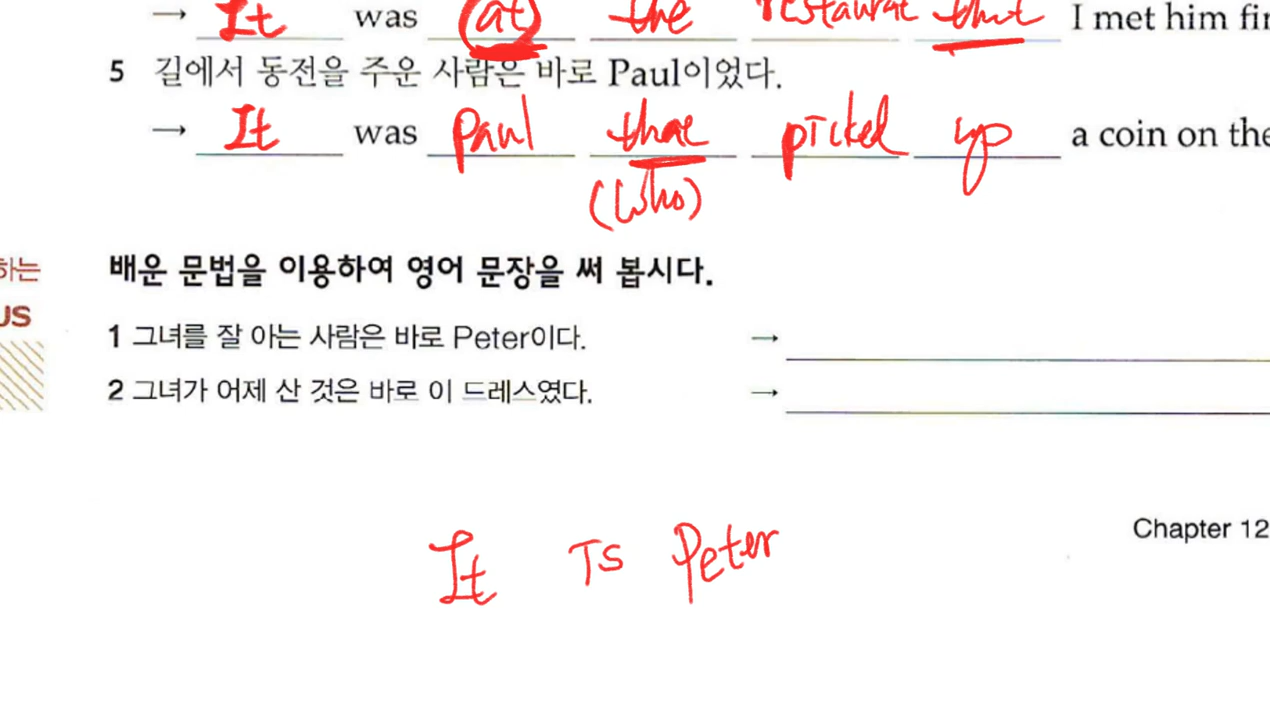 → It was at the restaurat that I met him fir
5 길에서 동전을 주운 사람은 바로 Paul이었다.
→ It was paul that picked up a coin on the
(who)
하는
US
배운 문법을 이용하여 영어 문장을 써 봅시다.
1 그녀를 잘 아는 사람은 바로 Peter이다. →
2 그녀가 어제 산 것은 바로 이 드레스였다. →
Chapter 12
It is Peter